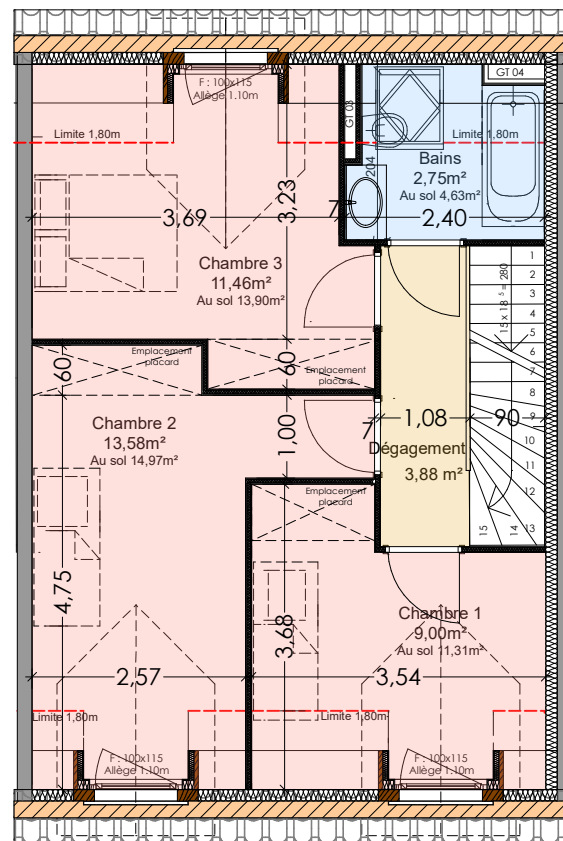 F : 100x115
Allège 1.10m
GT 04
GT 03
Limite 1,80m
Limite 1,80m
Bains
2,75m²
Au sol 4,63m²
204
3,69
3,23
7
2,40
Chambre 3
11,46m²
Au sol 13,90m²
15 x 18⁵ = 280
1
2
3
4
5
6
7
8
9
10
11
12
13
14
15
Emplacement
placard
60
Emplacement
placard
60
Chambre 2
13,58m²
Au sol 14,97m²
1,00
7
1,08
90
Dégagement
3,88 m²
Emplacement
placard
4,75
3,68
Chambre 1
9,00m²
Au sol 11,31m²
2,57
3,54
Limite 1,80m
Limite 1,80m
F : 100x115
Allège 1.10m
F : 100x115
Allège 1.10m